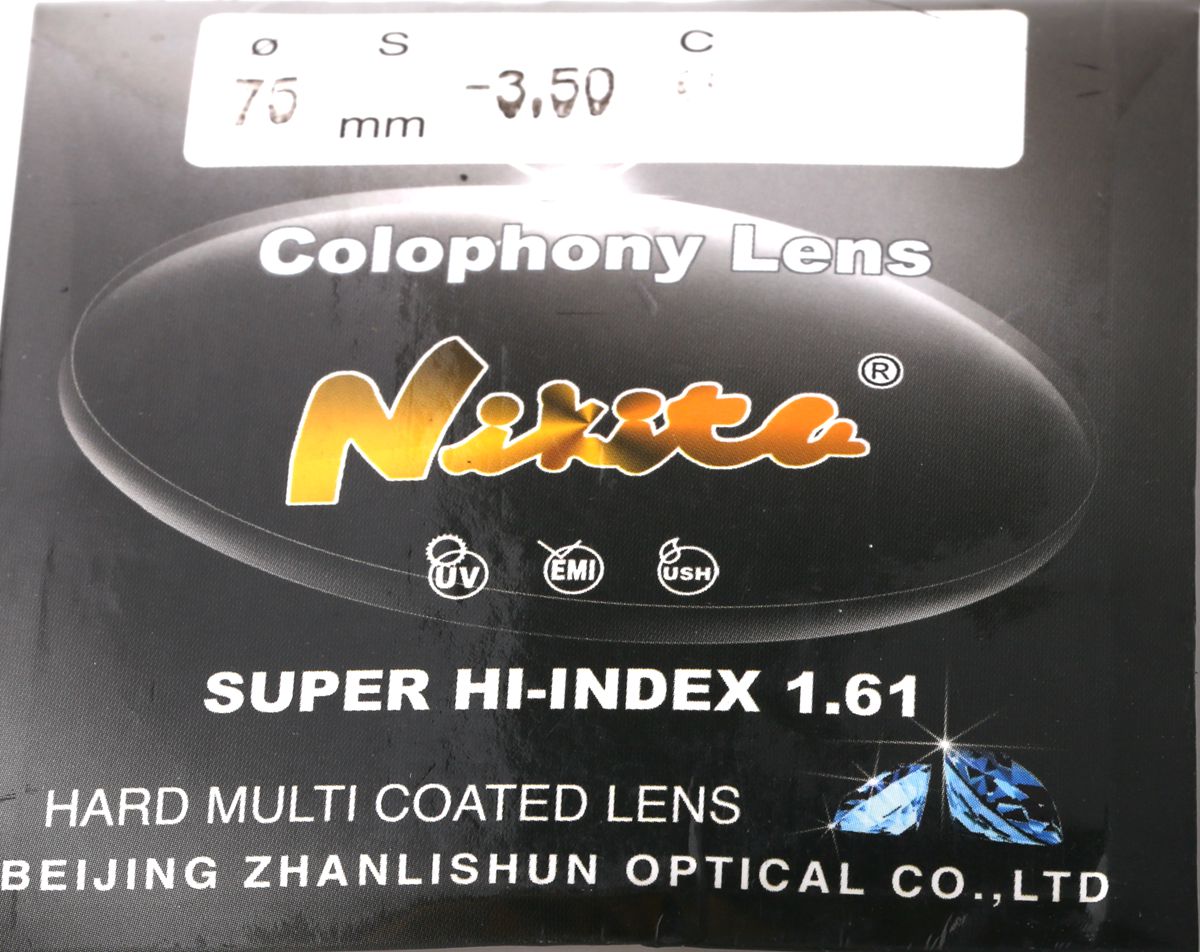 ø S C
75 mm -3.50
Colophony Lens
Nikita ®
UV EMI USH
SUPER HI-INDEX 1.61
HARD MULTI COATED LENS
BEIJING ZHANLISHUN OPTICAL CO.,LTD